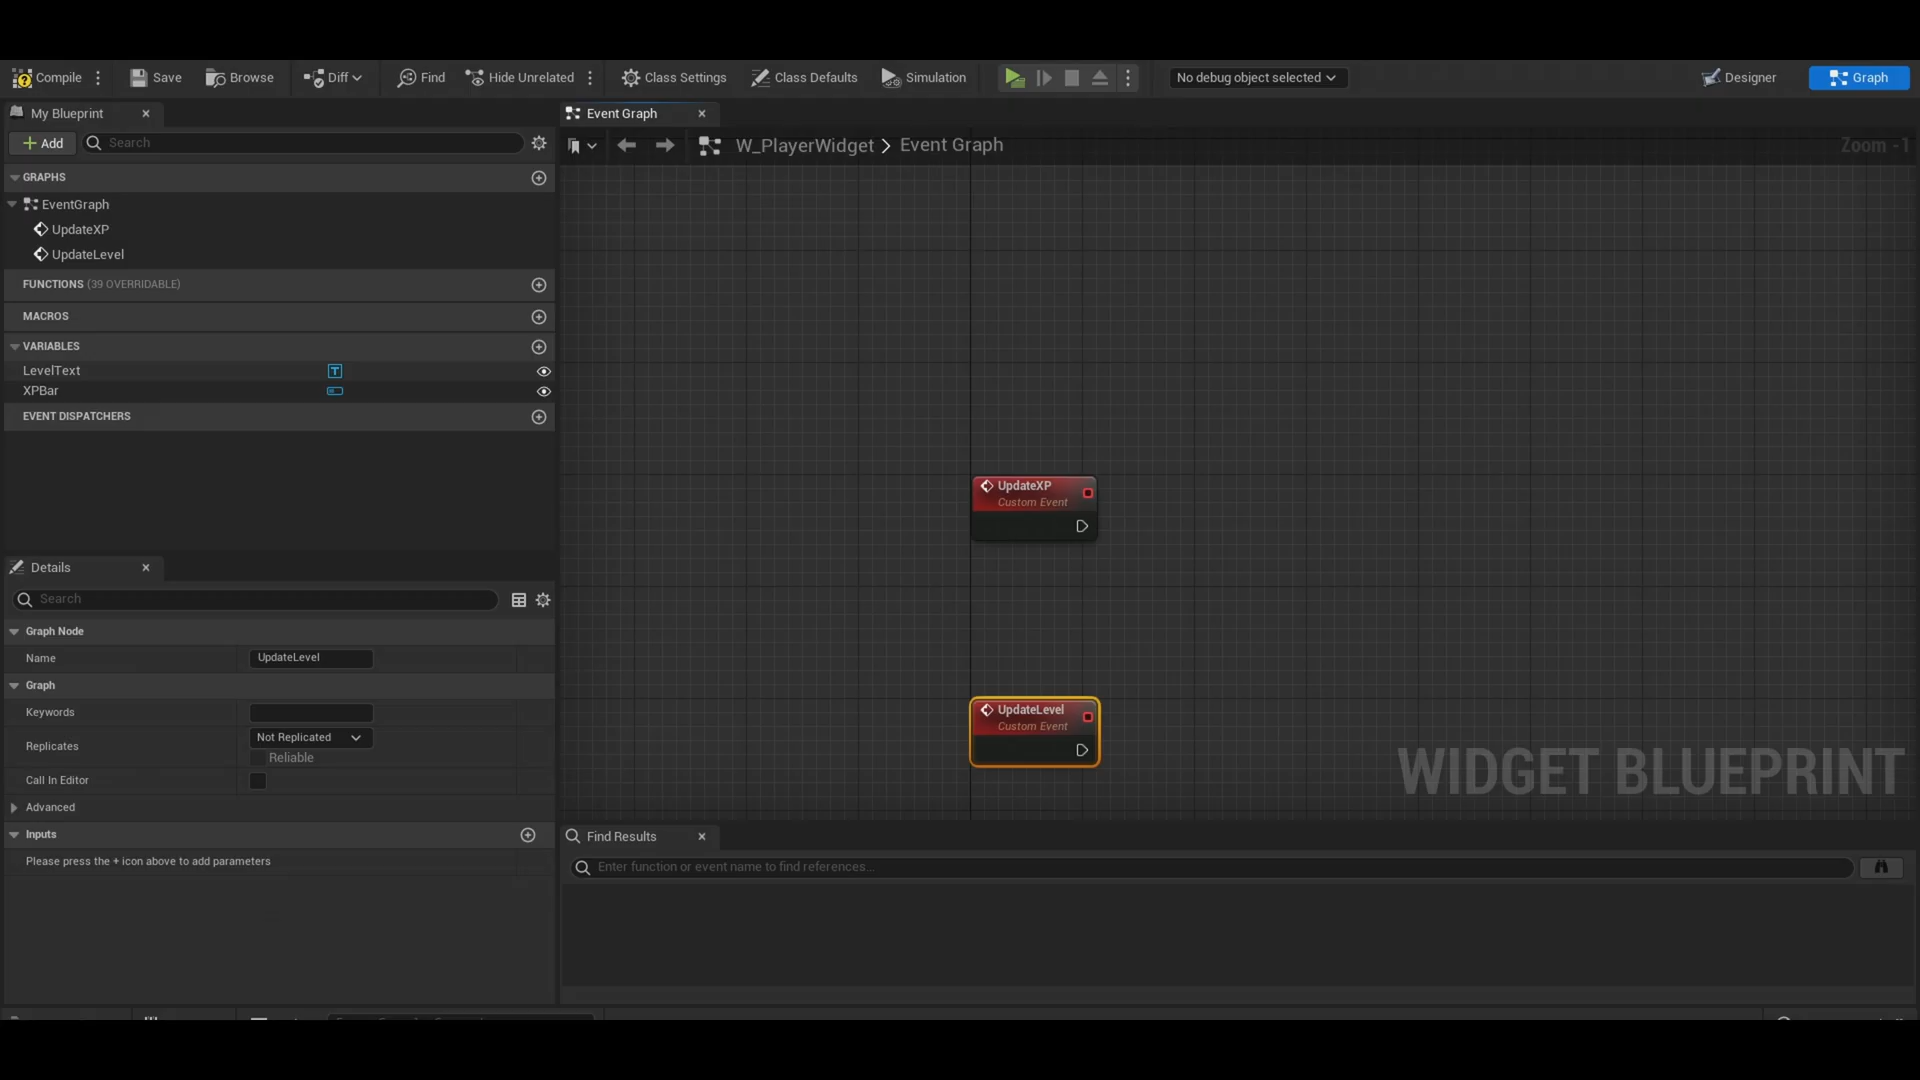 Compile
Save
Browse
Diff
Find
Hide Unrelated
Class Settings
Class Defaults
Simulation
No debug object selected
Designer
Graph
My Blueprint
Event Graph
+ Add
Search
W_PlayerWidget > Event Graph
Zoom -1
GRAPHS
EventGraph
UpdateXP
UpdateLevel
FUNCTIONS (39 OVERRIDABLE)
MACROS
VARIABLES
LevelText
XPBar
EVENT DISPATCHERS
UpdateXP
Custom Event
UpdateLevel
Custom Event
WIDGET BLUEPRINT
Details
Search
Graph Node
Name
UpdateLevel
Graph
Keywords
Replicates
Not Replicated
Reliable
Call In Editor
Advanced
Inputs
Please press the + icon above to add parameters
Find Results
Enter function or event name to find references...